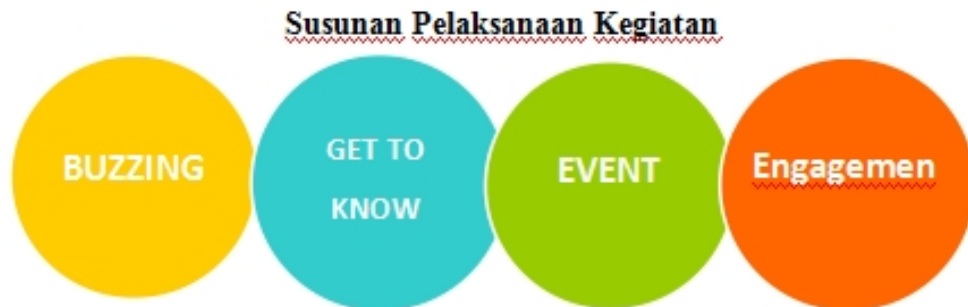 Susunan Pelaksanaan Kegiatan
BUZZING
GET TO
KNOW
EVENT
Engagemen